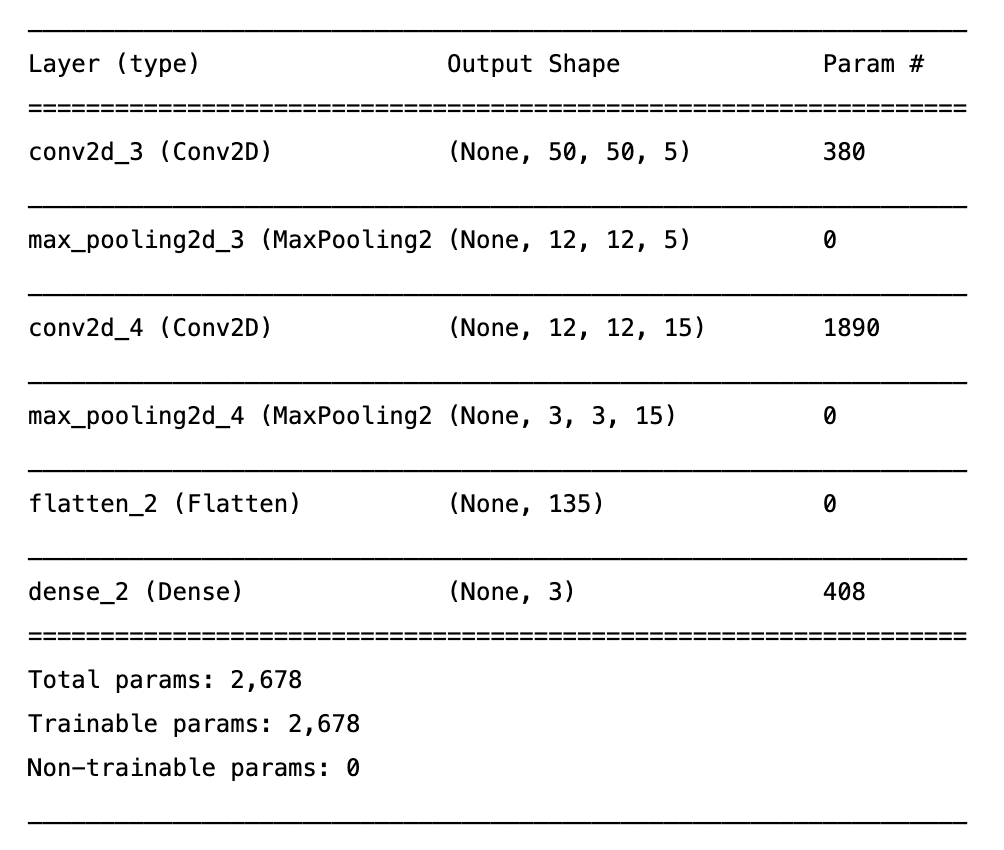 Layer (type) Output Shape Param #
=================================================================
conv2d_3 (Conv2D) (None, 50, 50, 5) 380
max_pooling2d_3 (MaxPooling2 (None, 12, 12, 5) 0
conv2d_4 (Conv2D) (None, 12, 12, 15) 1890
max_pooling2d_4 (MaxPooling2 (None, 3, 3, 15) 0
flatten_2 (Flatten) (None, 135) 0
dense_2 (Dense) (None, 3) 408
=================================================================
Total params: 2,678
Trainable params: 2,678
Non-trainable params: 0